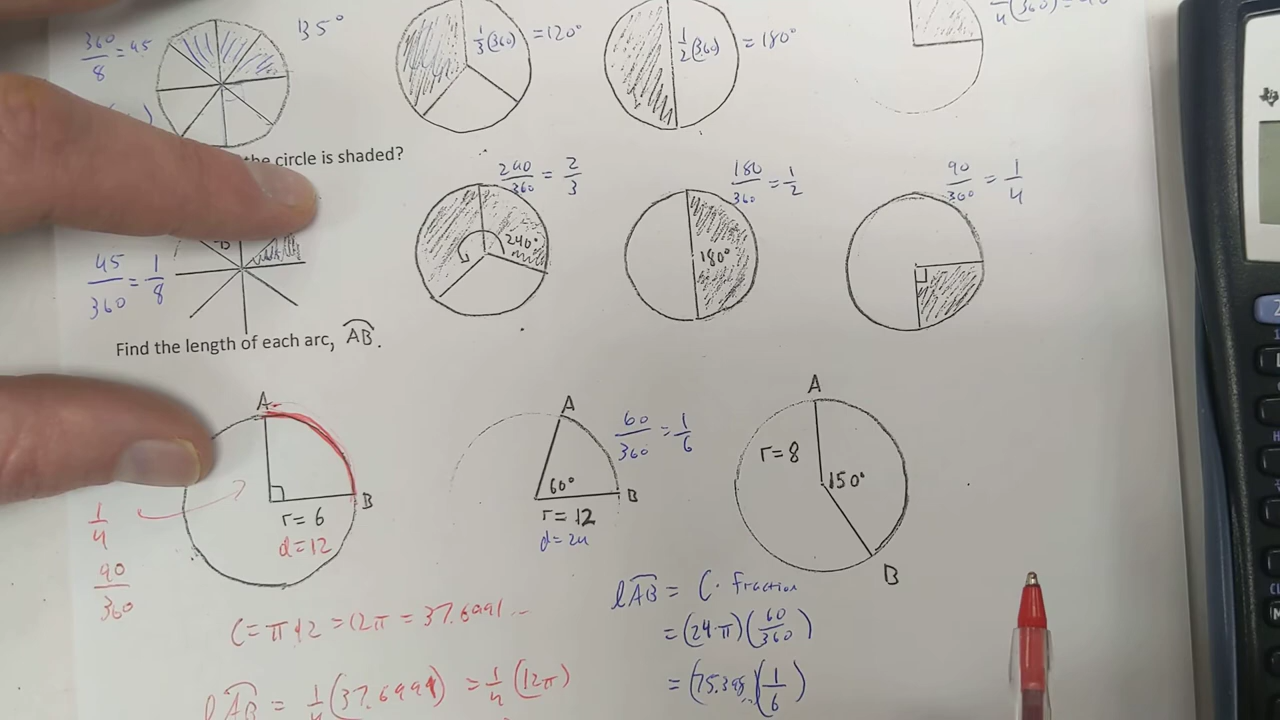 360/8 = 45
135°
1/3(360) = 120°
1/2(360) = 180°
the circle is shaded?
45/360 = 1/8
240/360 = 2/3
240°
180/360 = 1/2
180°
90/360 = 1/4
Find the length of each arc, AB.
A
B
r = 6
d = 12
1/4
90/360
A
60°
B
r = 12
d = 24
60/360 = 1/6
A
r = 8
150°
B
C = π12 = 12π = 37.6991...
lAB = 1/4(37.6991) = 1/4(12π)
lAB = C · fraction
= (24·π)(60/360)
= (75.398...)(1/6)